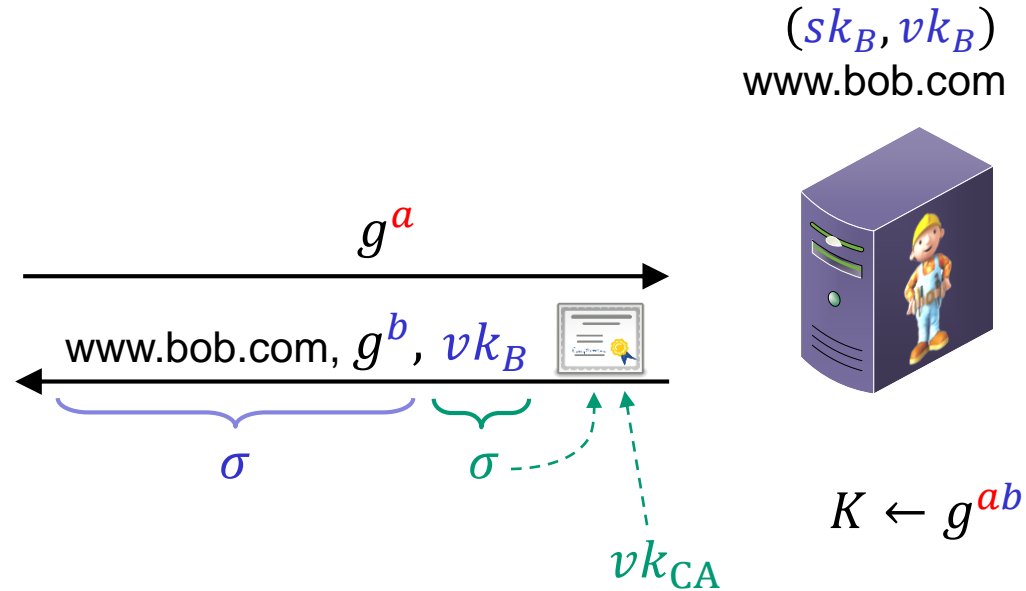 (sk_B, vk_B)
www.bob.com
g^a
www.bob.com, g^b, vk_B
σ σ
K ← g^{ab}
vk_CA